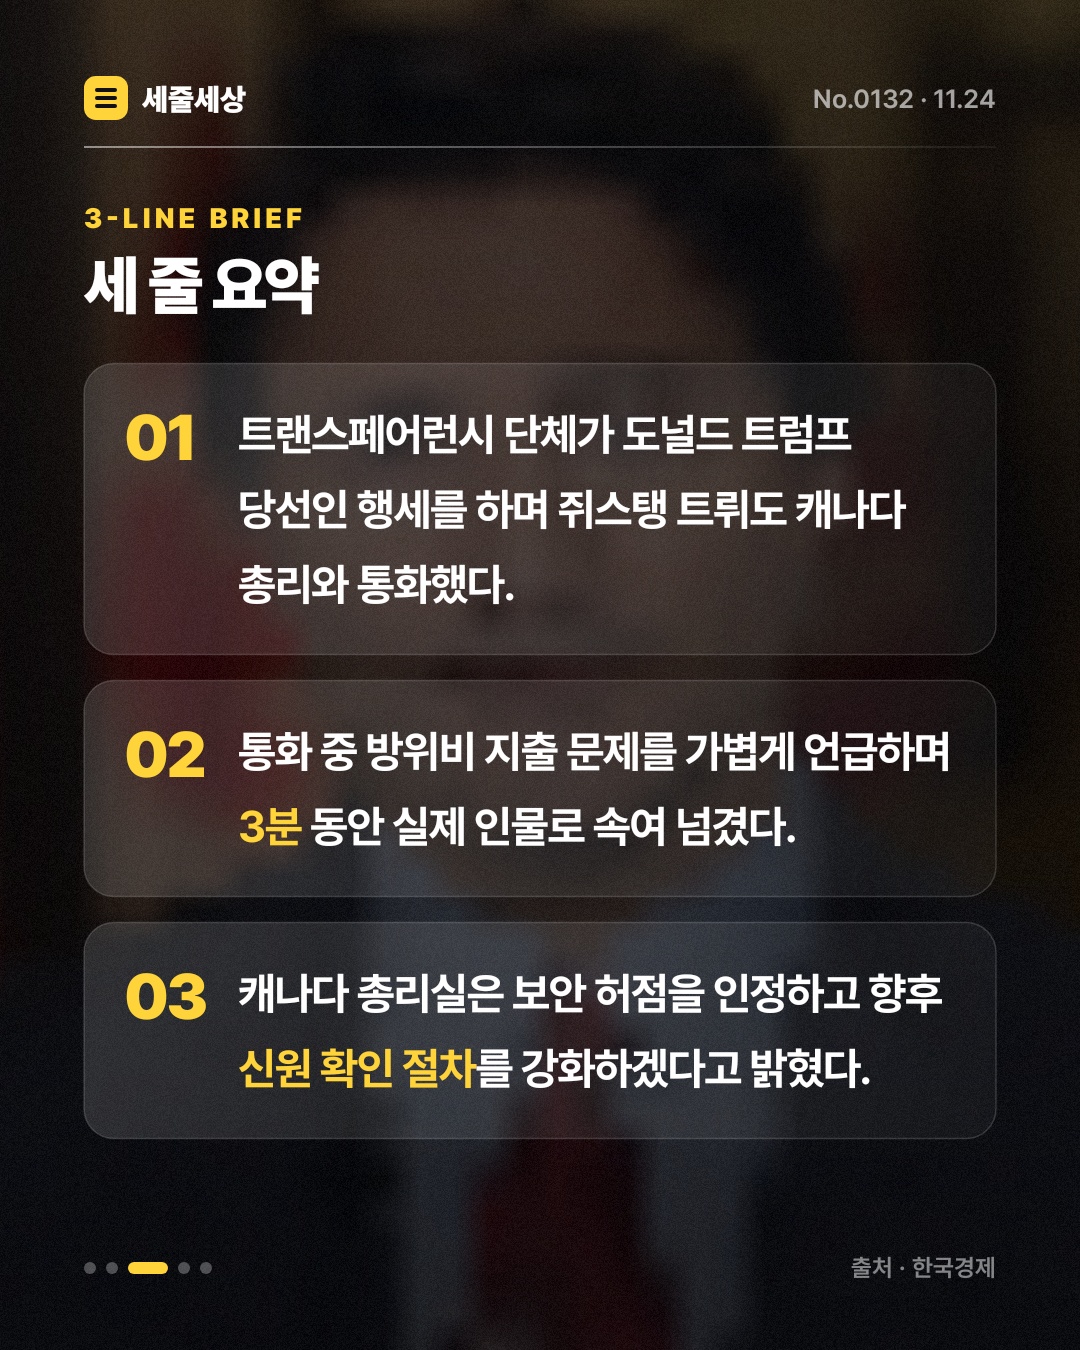 세줄세상
No.0132 · 11.24
3-LINE BRIEF
세 줄 요약
01
트랜스페어런시 단체가 도널드 트럼프
당선인 행세를 하며 쥐스탱 트뤼도 캐나다
총리와 통화했다.
02
통화 중 방위비 지출 문제를 가볍게 언급하며
3분 동안 실제 인물로 속여 넘겼다.
03
캐나다 총리실은 보안 허점을 인정하고 향후
신원 확인 절차를 강화하겠다고 밝혔다.
출처 · 한국경제